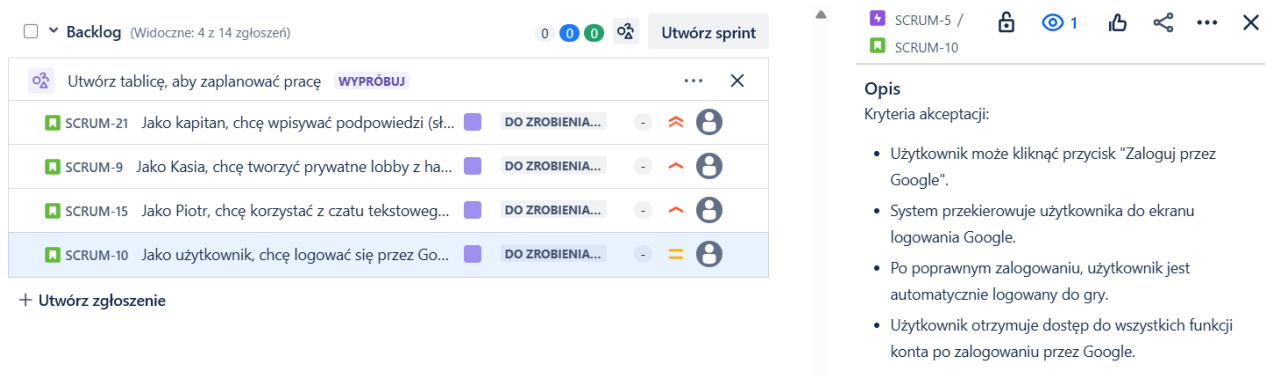 Backlog (Widoczne: 4 z 14 zgłoszeń) 0 0 0 Utwórz sprint
Utwórz tablicę, aby zaplanować pracę WYPRÓBUJ
SCRUM-21 Jako kapitan, chcę wpisywać podpowiedzi (sł... DO ZROBIENIA... -
SCRUM-9 Jako Kasia, chcę tworzyć prywatne lobby z ha... DO ZROBIENIA... -
SCRUM-15 Jako Piotr, chcę korzystać z czatu tekstoweg... DO ZROBIENIA... -
SCRUM-10 Jako użytkownik, chcę logować się przez Go... DO ZROBIENIA... -
+ Utwórz zgłoszenie
SCRUM-5 / 1
SCRUM-10
Opis
Kryteria akceptacji:
• Użytkownik może kliknąć przycisk "Zaloguj przez
Google".
• System przekierowuje użytkownika do ekranu
logowania Google.
• Po poprawnym zalogowaniu, użytkownik jest
automatycznie logowany do gry.
• Użytkownik otrzymuje dostęp do wszystkich funkcji
konta po zalogowaniu przez Google.